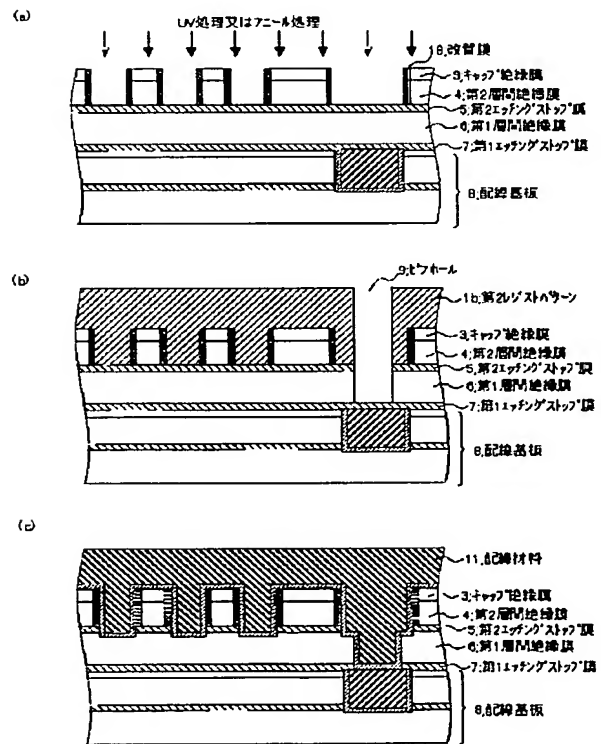 (a)
UV処理又はアニール処理
18,改質膜
3,キャップ絶縁膜
4;第2層間絶縁膜
5;第2エッチングストップ膜
6,第1層間絶縁膜
7;第1エッチングストップ膜
8;配線基板
(b)
9;ビアホール
1b;第2レジストパターン
3,キャップ絶縁膜
4;第2層間絶縁膜
5;第2エッチングストップ膜
6,第1層間絶縁膜
7;第1エッチングストップ膜
8,配線基板
(c)
11,配線材料
3,キャップ絶縁膜
4;第2層間絶縁膜
5;第2エッチングストップ膜
6;第1層間絶縁膜
7;第1エッチングストップ膜
8,配線基板